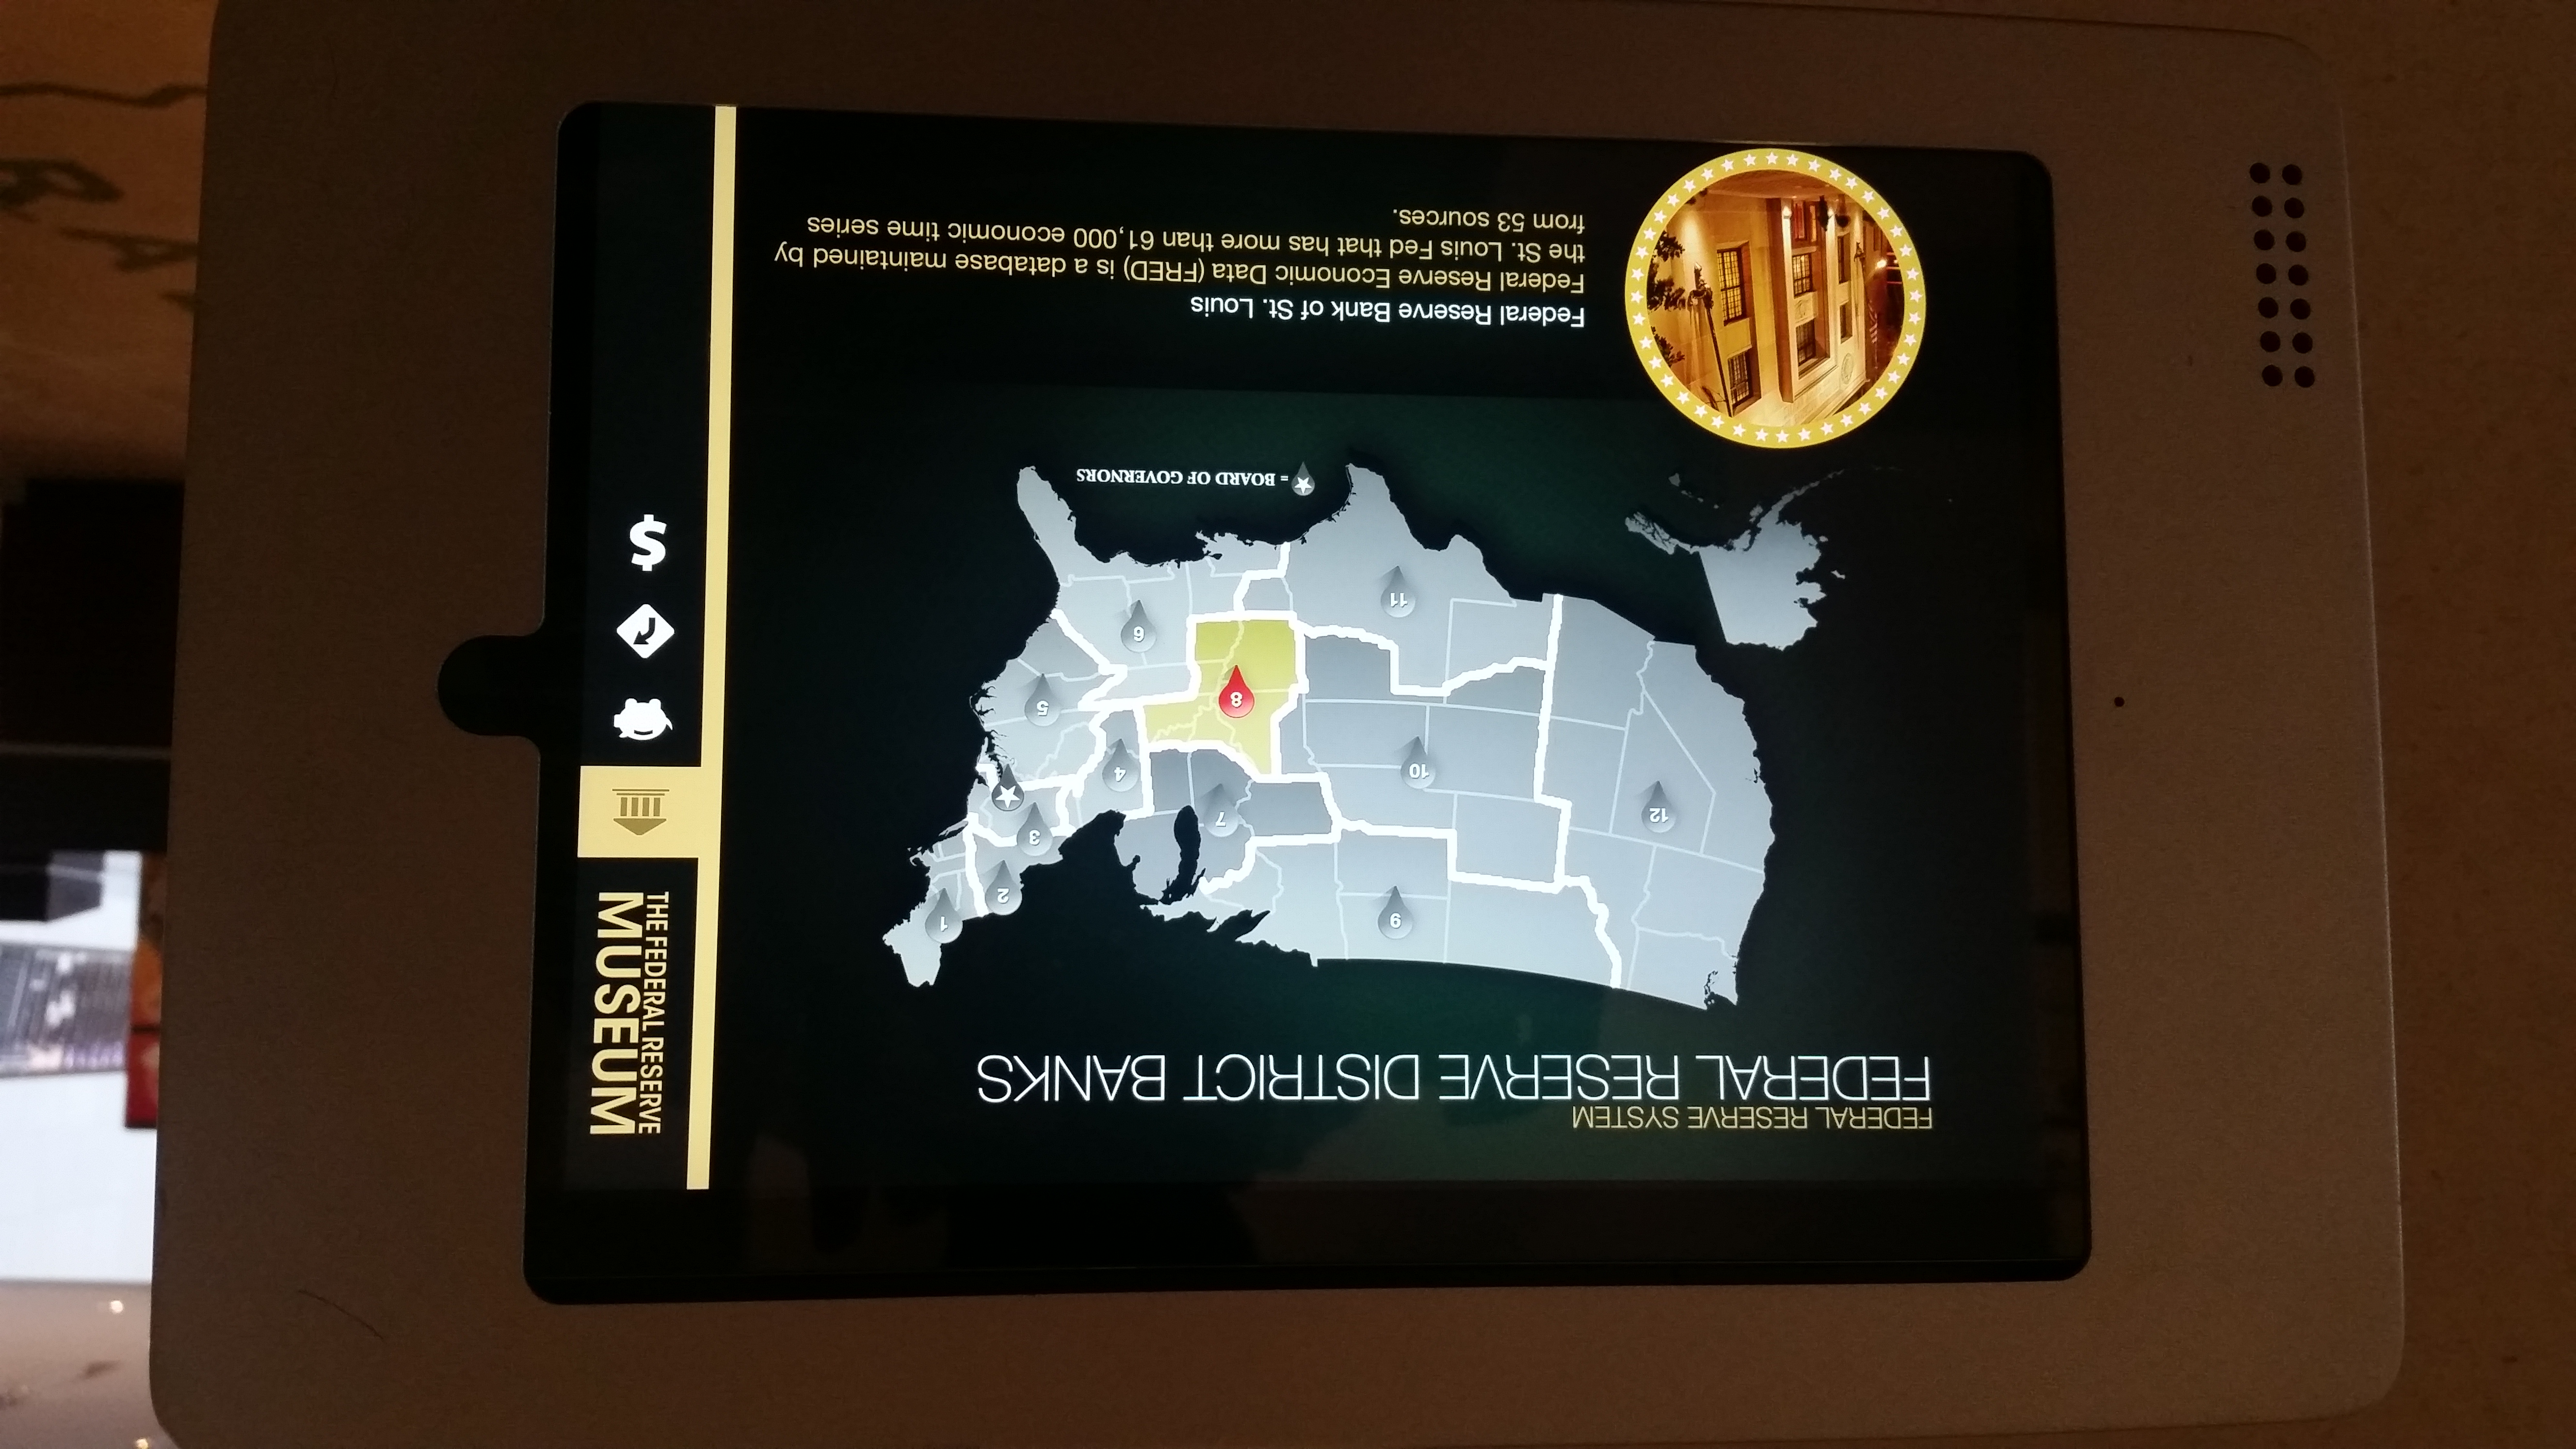 FEDERAL RESERVE SYSTEM
FEDERAL RESERVE DISTRICT BANKS
9
1
2
3
7
12
4
10
8
5
6
11
= BOARD OF GOVERNORS
Federal Reserve Bank of St. Louis
Federal Reserve Economic Data (FRED) is a database maintained by
the St. Louis Fed that has more than 61,000 economic time series
from 53 sources.
THE FEDERAL RESERVE
MUSEUM
$